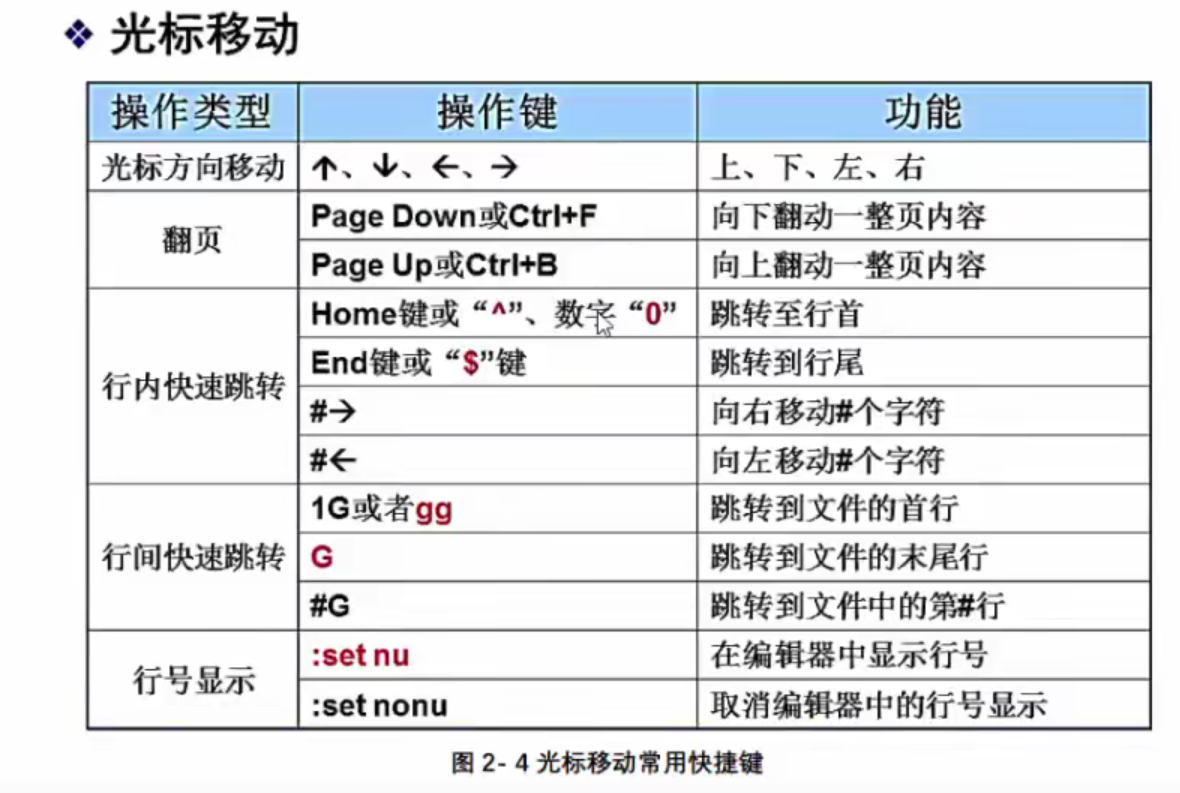 ❖ 光标移动
操作类型 操作键 功能
光标方向移动 ↑、↓、←、→ 上、下、左、右
翻页
Page Down或Ctrl+F 向下翻动一整页内容
Page Up或Ctrl+B 向上翻动一整页内容
行内快速跳转
Home键或“^”、数字“0” 跳转至行首
End键或“$”键 跳转到行尾
#→ 向右移动#个字符
#← 向左移动#个字符
行间快速跳转
1G或者gg 跳转到文件的首行
G 跳转到文件的末尾行
#G 跳转到文件中的第#行
行号显示
:set nu 在编辑器中显示行号
:set nonu 取消编辑器中的行号显示
图 2- 4 光标移动常用快捷键